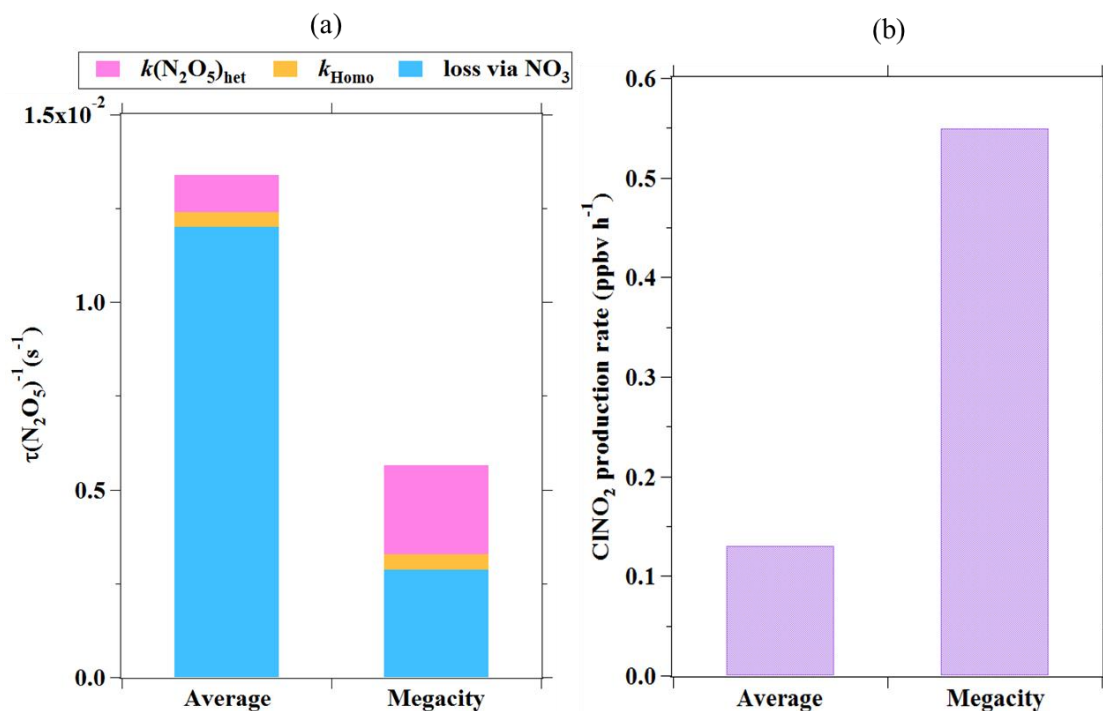 (a)
k(N₂O₅)het k Homo loss via NO₃
1.5x10⁻²
1.0
0.5
0.0
τ(N₂O₅)⁻¹(s⁻¹)
Average Megacity
(b)
0.6
0.5
0.4
0.3
0.2
0.1
0.0
ClNO₂ production rate (ppbv h⁻¹)
Average Megacity